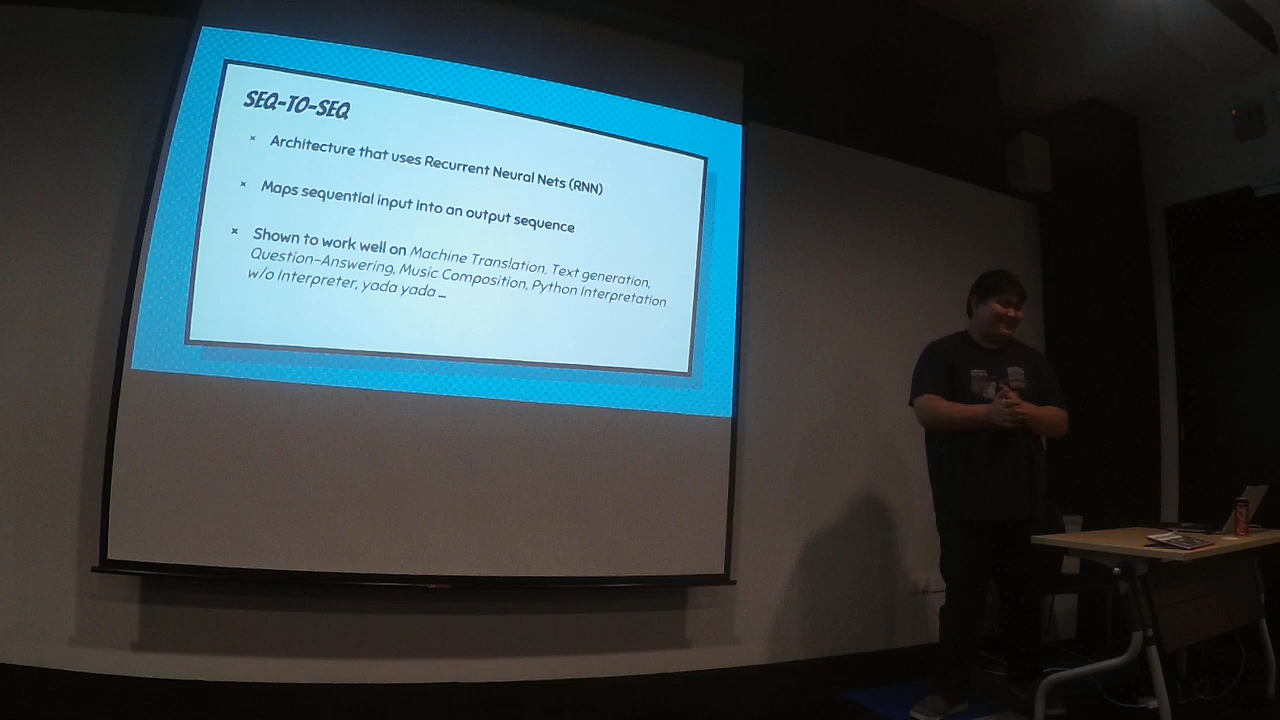 SEQ-TO-SEQ
× Architecture that uses Recurrent Neural Nets (RNN)
× Maps sequential input into an output sequence
× Shown to work well on Machine Translation, Text generation,
Question-Answering, Music Composition, Python Interpretation
w/o Interpreter, yada yada …